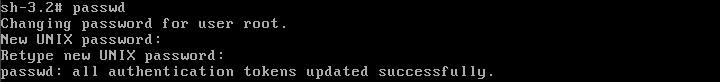 sh-3.2# passwd
Changing password for user root.
New UNIX password:
Retype new UNIX password:
passwd: all authentication tokens updated successfully.